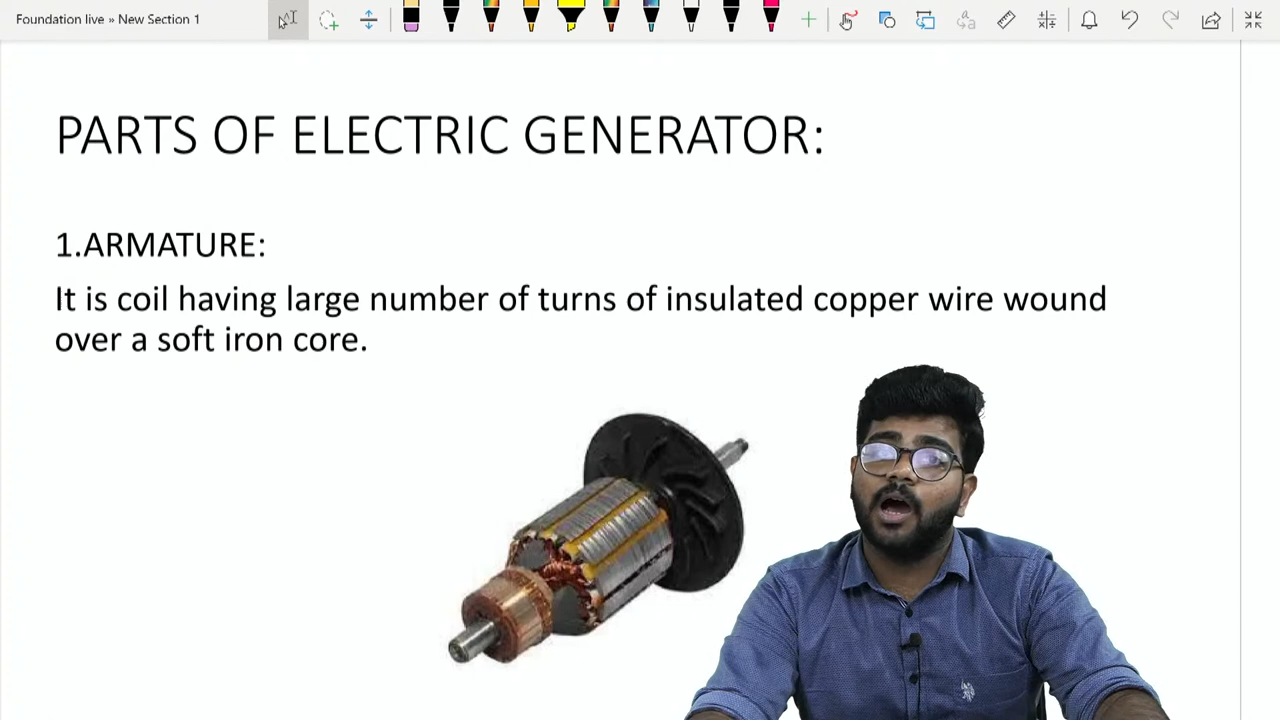 Foundation live » New Section 1
PARTS OF ELECTRIC GENERATOR:
1.ARMATURE:
It is coil having large number of turns of insulated copper wire wound
over a soft iron core.